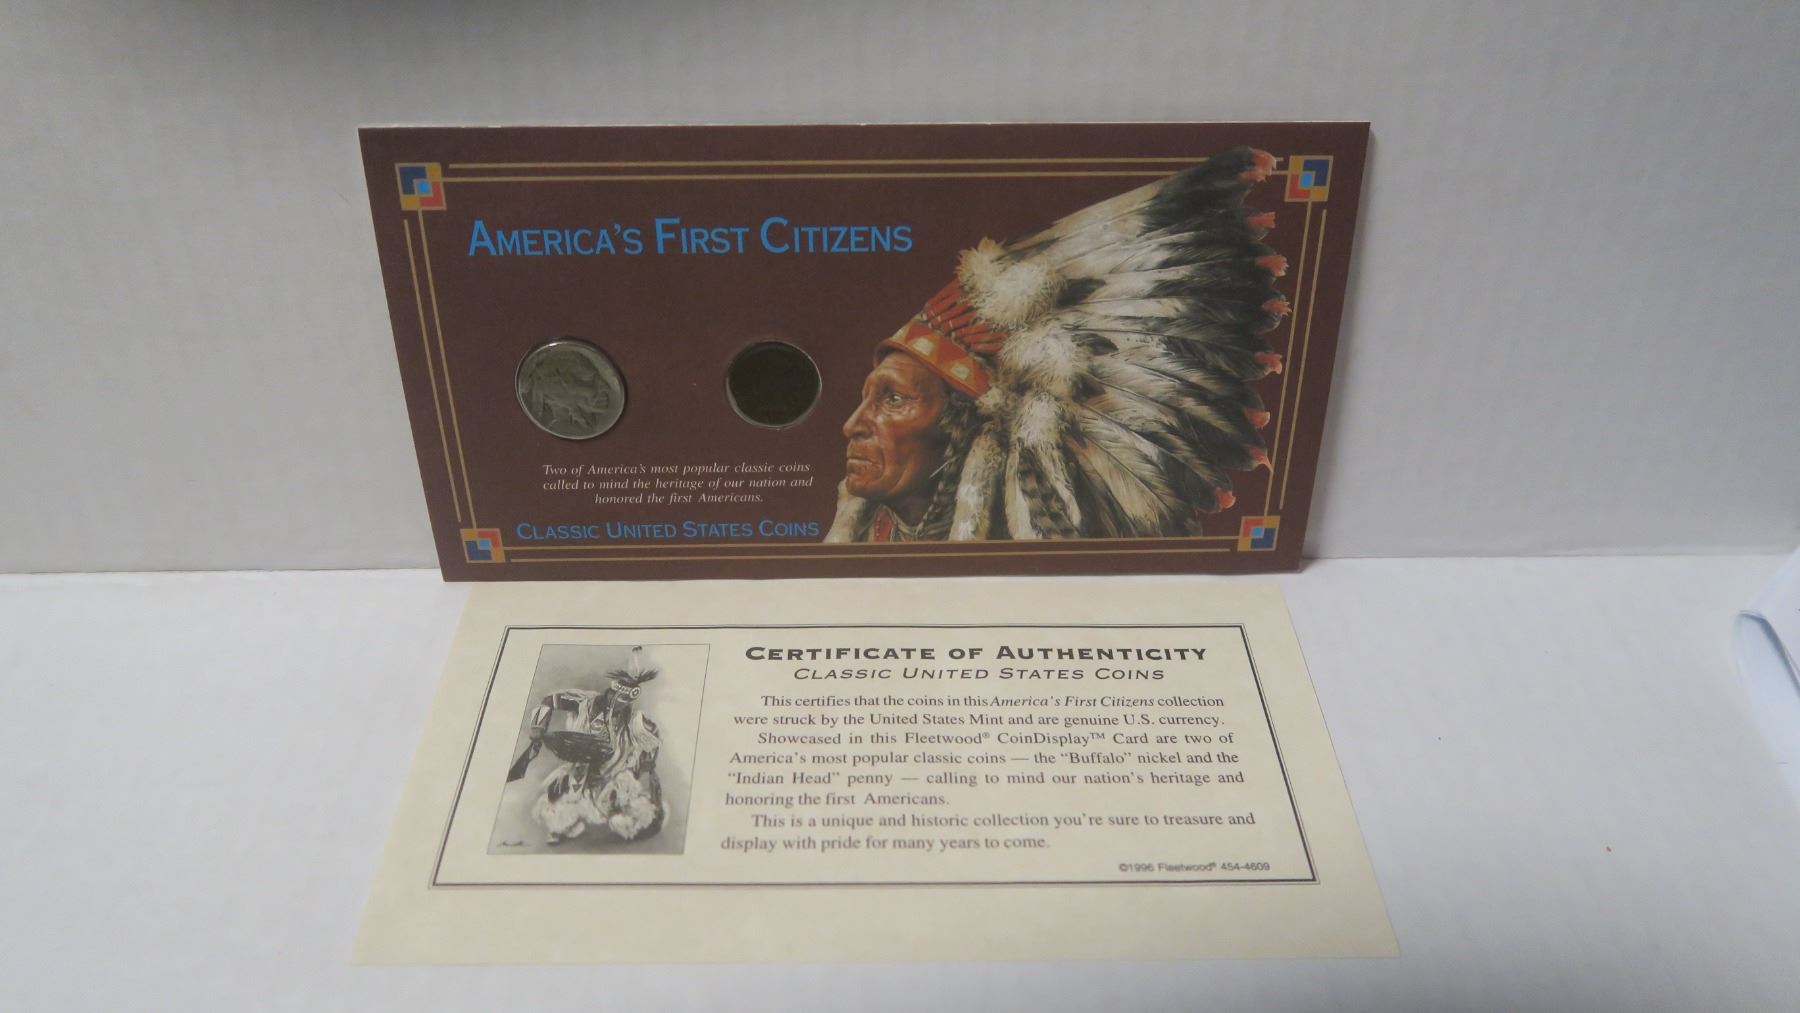 AMERICA'S FIRST CITIZENS
Two of America's most popular classic coins
called to mind the heritage of our nation and
honored the first Americans.
CLASSIC UNITED STATES COINS
CERTIFICATE OF AUTHENTICITY
CLASSIC UNITED STATES COINS
This certifies that the coins in this America's First Citizens collection
were struck by the United States Mint and are genuine U.S. currency.
Showcased in this Fleetwood® CoinDisplay™ Card are two of
America's most popular classic coins — the "Buffalo" nickel and the
"Indian Head" penny — calling to mind our nation's heritage and
honoring the first Americans.
This is a unique and historic collection you're sure to treasure and
display with pride for many years to come.
©1996 Fleetwood® 454-4609